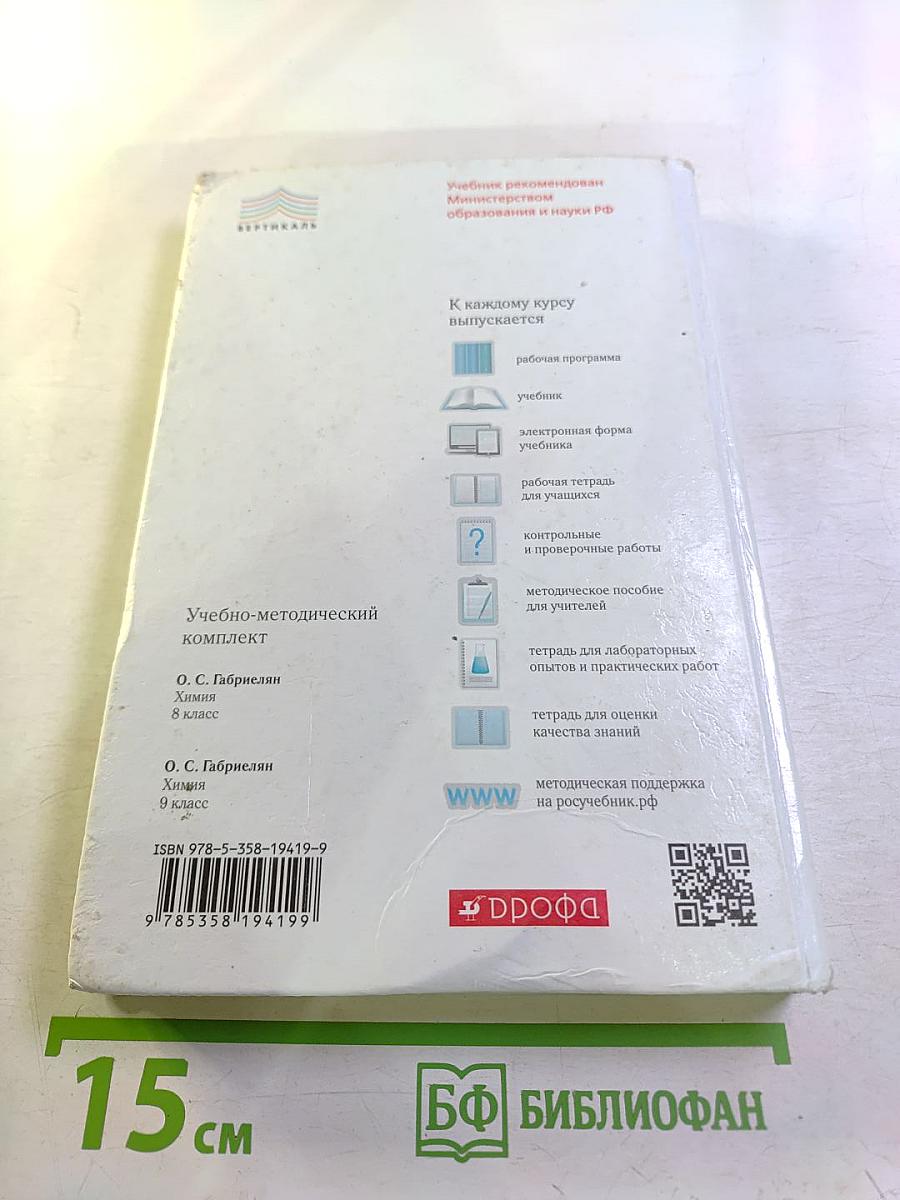 ВЕРТИКАЛЬ
Учебник рекомендован
Министерством
образования и науки РФ
К каждому курсу
выпускается
рабочая программа
учебник
электронная форма
учебника
рабочая тетрадь
для учащихся
?
контрольные
и проверочные работы
методическое пособие
для учителей
тетрадь для лабораторных
опытов и практических работ
тетрадь для оценки
качества знаний
www
методическая поддержка
на росучебник.рф
Учебно-методический
комплект
О. С. Габриелян
Химия
8 класс
О. С. Габриелян
Химия
9 класс
ISBN 978-5-358-19419-9
9 785358 194199
дрофа
15 см
БФ БИБЛИОФАН